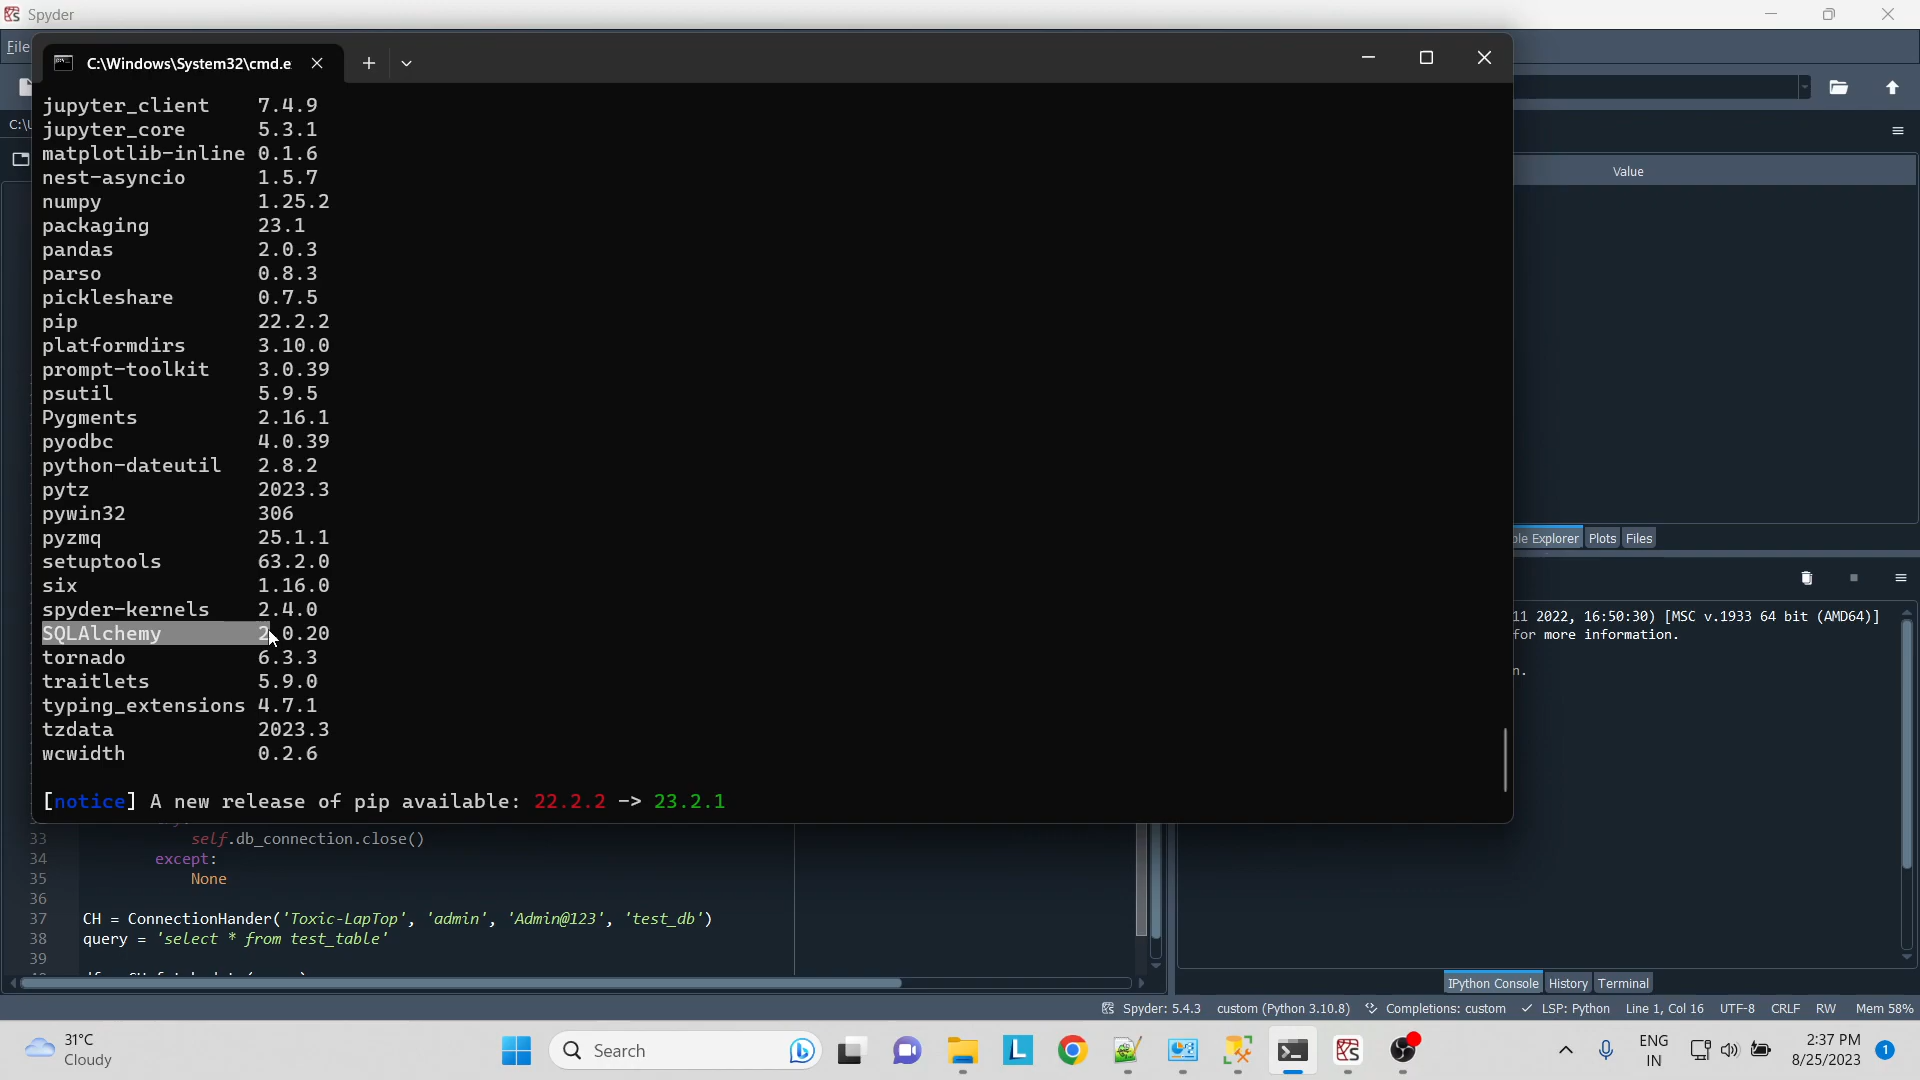 Spyder
File
C:\Windows\System32\cmd.e
C:\U
jupyter_client 7.4.9
jupyter_core 5.3.1
matplotlib-inline 0.1.6
nest-asyncio 1.5.7
numpy 1.25.2
packaging 23.1
pandas 2.0.3
parso 0.8.3
pickleshare 0.7.5
pip 22.2.2
platformdirs 3.10.0
prompt-toolkit 3.0.39
psutil 5.9.5
Pygments 2.16.1
pyodbc 4.0.39
python-dateutil 2.8.2
pytz 2023.3
pywin32 306
pyzmq 25.1.1
setuptools 63.2.0
six 1.16.0
spyder-kernels 2.4.0
SQLAlchemy 2.0.20
tornado 6.3.3
traitlets 5.9.0
typing_extensions 4.7.1
tzdata 2023.3
wcwidth 0.2.6
[notice] A new release of pip available: 22.2.2 -> 23.2.1
Value
ble Explorer Plots Files
11 2022, 16:50:30) [MSC v.1933 64 bit (AMD64)]
for more information.
n.
33 self.db_connection.close()
34 except:
35 None
36
37 CH = ConnectionHander('Toxic-LapTop', 'admin', 'Admin@123', 'test_db')
38 query = 'select * from test_table'
39
IPython Console History Terminal
Spyder: 5.4.3 custom (Python 3.10.8) Completions: custom LSP: Python Line 1, Col 16 UTF-8 CRLF RW Mem 58%
31°C
Cloudy
Search
ENG
IN
2:37 PM
8/25/2023
1